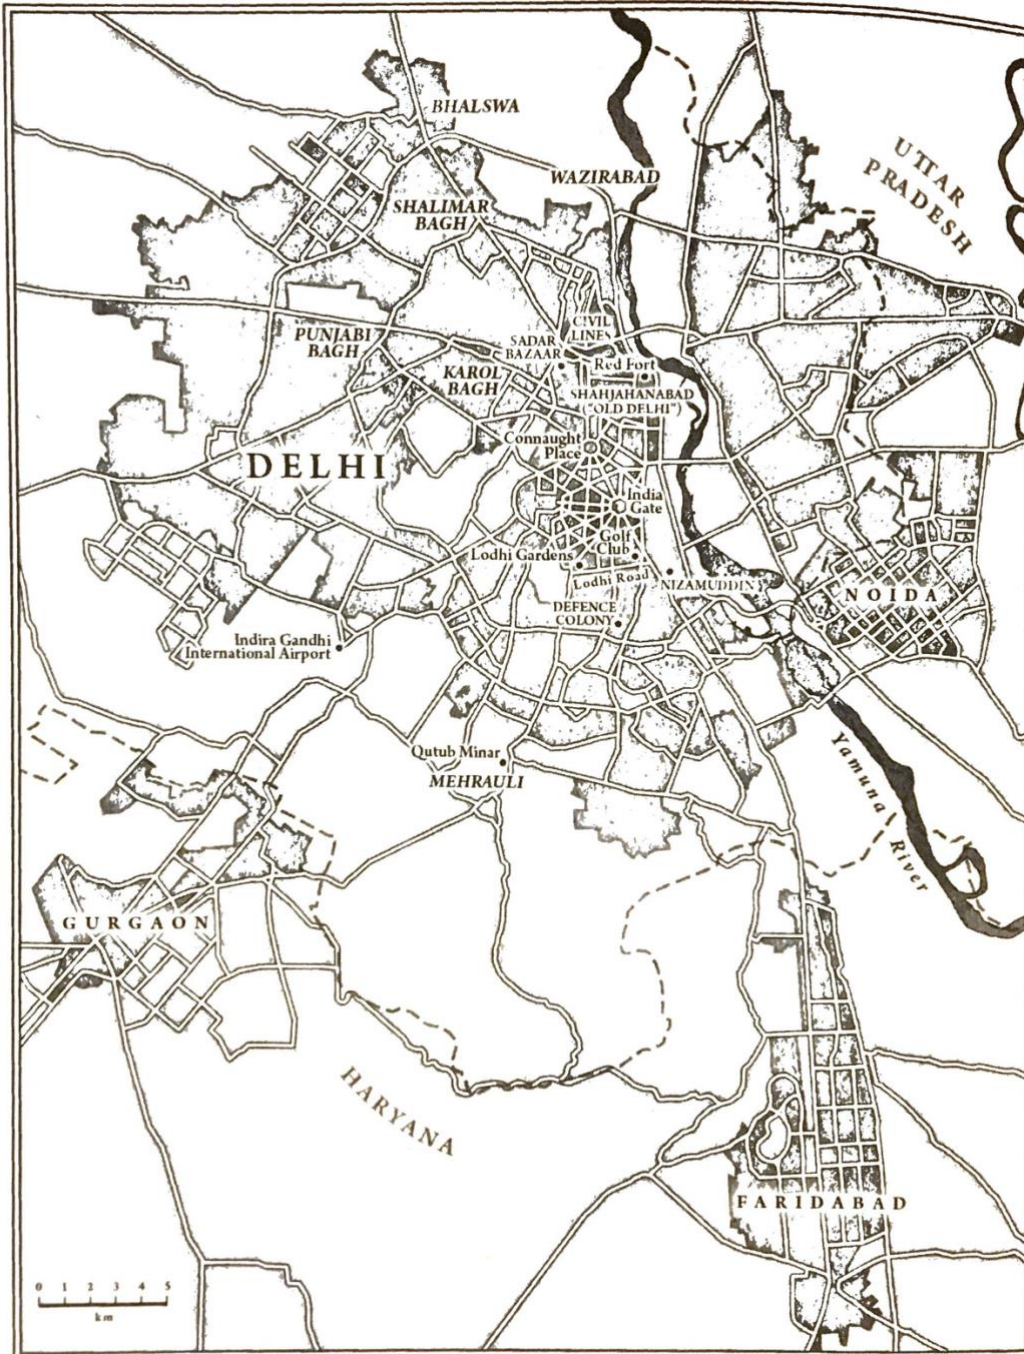 BHALSWA
UTTAR
PRADESH
WAZIRABAD
SHALIMAR
BAGH
CIVIL
LINES
PUNJABI
BAGH
SADAR
BAZAAR
Red Fort
KAROL
BAGH
SHAHJAHANABAD
("OLD DELHI")
Connaught
Place
DELHI
India
Gate
Golf
Club
Lodhi Gardens
Lodhi Road
NIZAMUDDIN
NOIDA
DEFENCE
COLONY
Indira Gandhi
International Airport
Qutub Minar
MEHRAULI
Yamuna River
GURGAON
HARYANA
FARIDABAD
0 1 2 3 4 5
km